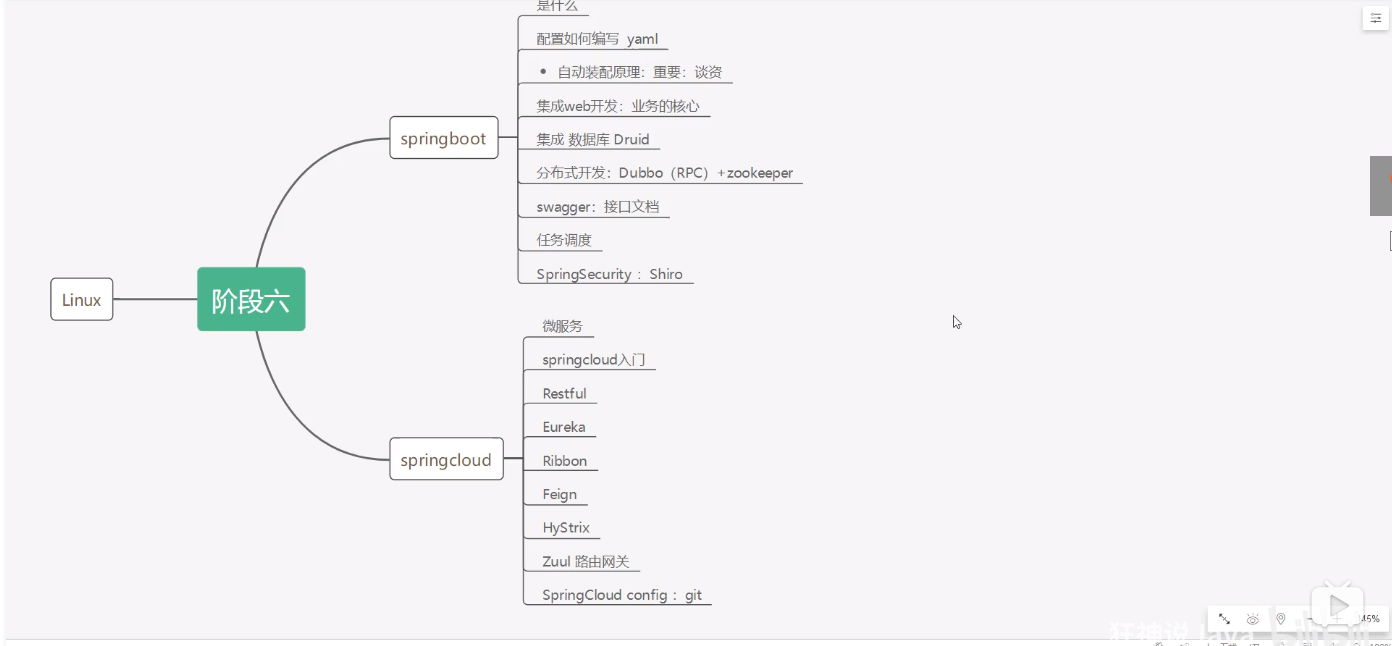 是什么
配置如何编写 yaml
自动装配原理：重要：谈资
集成web开发：业务的核心
springboot
集成 数据库 Druid
分布式开发：Dubbo（RPC）+zookeeper
swagger：接口文档
任务调度
SpringSecurity ：Shiro
Linux
阶段六
微服务
springcloud入门
Restful
Eureka
springcloud
Ribbon
Feign
HyStrix
Zuul 路由网关
SpringCloud config ：git
狂神说 Java